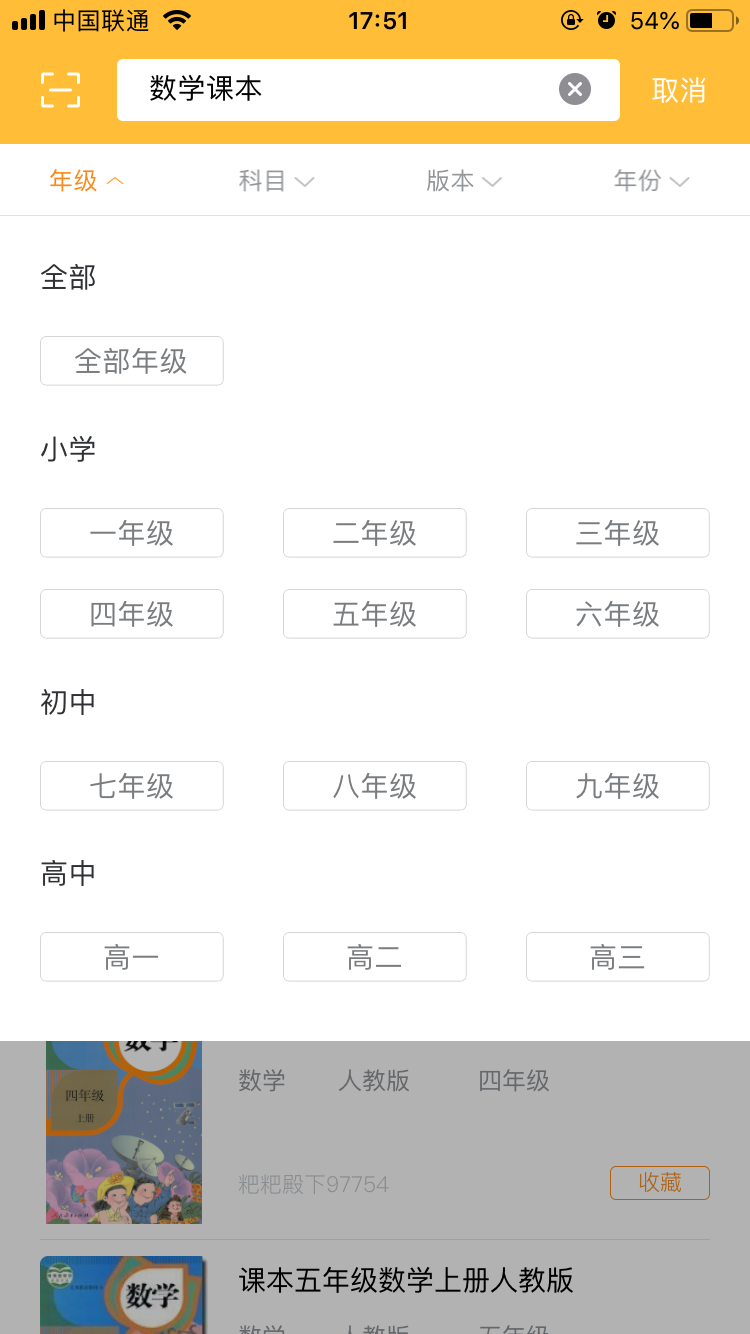 中国联通 17:51 54%
数学课本 取消
年级 科目 版本 年份
全部
全部年级
小学
一年级 二年级 三年级
四年级 五年级 六年级
初中
七年级 八年级 九年级
高中
高一 高二 高三
数学
四年级
上册
数学 人教版 四年级
粑粑殿下97754 收藏
数学
课本五年级数学上册人教版
数学 人教版 五年级